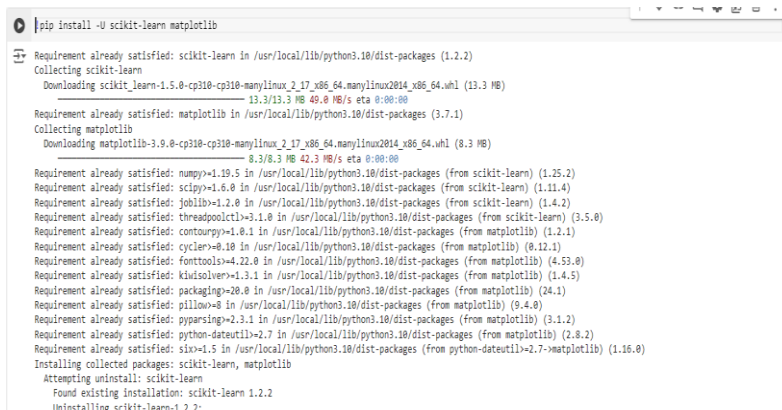 !pip install -U scikit-learn matplotlib
Requirement already satisfied: scikit-learn in /usr/local/lib/python3.10/dist-packages (1.2.2)
Collecting scikit-learn
Downloading scikit_learn-1.5.0-cp310-cp310-manylinux_2_17_x86_64.manylinux2014_x86_64.whl (13.3 MB)
13.3/13.3 MB 49.0 MB/s eta 0:00:00
Requirement already satisfied: matplotlib in /usr/local/lib/python3.10/dist-packages (3.7.1)
Collecting matplotlib
Downloading matplotlib-3.9.0-cp310-cp310-manylinux_2_17_x86_64.manylinux2014_x86_64.whl (8.3 MB)
8.3/8.3 MB 42.3 MB/s eta 0:00:00
Requirement already satisfied: numpy>=1.19.5 in /usr/local/lib/python3.10/dist-packages (from scikit-learn) (1.25.2)
Requirement already satisfied: scipy>=1.6.0 in /usr/local/lib/python3.10/dist-packages (from scikit-learn) (1.11.4)
Requirement already satisfied: joblib>=1.2.0 in /usr/local/lib/python3.10/dist-packages (from scikit-learn) (1.4.2)
Requirement already satisfied: threadpoolctl>=3.1.0 in /usr/local/lib/python3.10/dist-packages (from scikit-learn) (3.5.0)
Requirement already satisfied: contourpy>=1.0.1 in /usr/local/lib/python3.10/dist-packages (from matplotlib) (1.2.1)
Requirement already satisfied: cycler>=0.10 in /usr/local/lib/python3.10/dist-packages (from matplotlib) (0.12.1)
Requirement already satisfied: fonttools>=4.22.0 in /usr/local/lib/python3.10/dist-packages (from matplotlib) (4.53.0)
Requirement already satisfied: kiwisolver>=1.3.1 in /usr/local/lib/python3.10/dist-packages (from matplotlib) (1.4.5)
Requirement already satisfied: packaging>=20.0 in /usr/local/lib/python3.10/dist-packages (from matplotlib) (24.1)
Requirement already satisfied: pillow>=8 in /usr/local/lib/python3.10/dist-packages (from matplotlib) (9.4.0)
Requirement already satisfied: pyparsing>=2.3.1 in /usr/local/lib/python3.10/dist-packages (from matplotlib) (3.1.2)
Requirement already satisfied: python-dateutil>=2.7 in /usr/local/lib/python3.10/dist-packages (from matplotlib) (2.8.2)
Requirement already satisfied: six>=1.5 in /usr/local/lib/python3.10/dist-packages (from python-dateutil>=2.7->matplotlib) (1.16.0)
Installing collected packages: scikit-learn, matplotlib
Attempting uninstall: scikit-learn
Found existing installation: scikit-learn 1.2.2
Uninstalling scikit-learn-1.2.2: